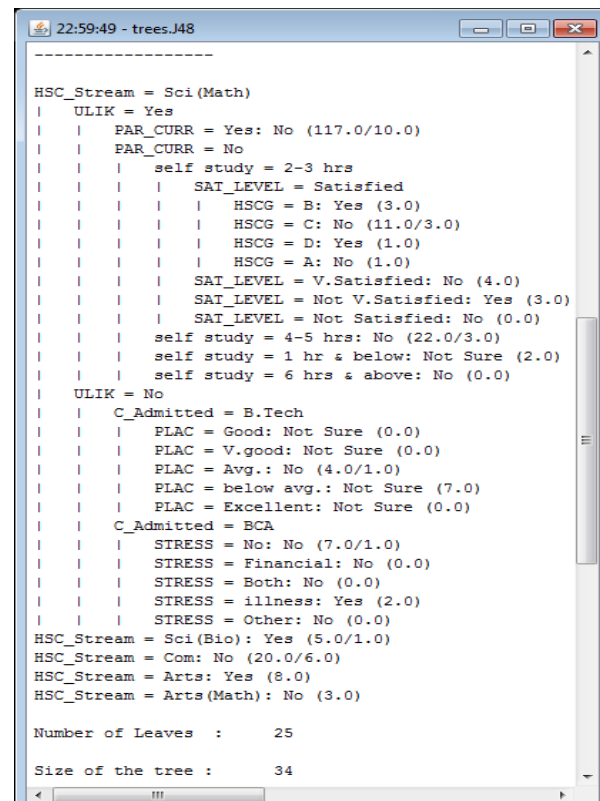 22:59:49 - trees.J48
------------------
HSC_Stream = Sci(Math)
|   ULIK = Yes
|   |   PAR_CURR = Yes: No (117.0/10.0)
|   |   PAR_CURR = No
|   |   |   self study = 2-3 hrs
|   |   |   |   SAT_LEVEL = Satisfied
|   |   |   |   |   HSCG = B: Yes (3.0)
|   |   |   |   |   HSCG = C: No (11.0/3.0)
|   |   |   |   |   HSCG = D: Yes (1.0)
|   |   |   |   |   HSCG = A: No (1.0)
|   |   |   |   SAT_LEVEL = V.Satisfied: No (4.0)
|   |   |   |   SAT_LEVEL = Not V.Satisfied: Yes (3.0)
|   |   |   |   SAT_LEVEL = Not Satisfied: No (0.0)
|   |   |   self study = 4-5 hrs: No (22.0/3.0)
|   |   |   self study = 1 hr & below: Not Sure (2.0)
|   |   |   self study = 6 hrs & above: No (0.0)
|   ULIK = No
|   |   C_Admitted = B.Tech
|   |   |   PLAC = Good: Not Sure (0.0)
|   |   |   PLAC = V.good: Not Sure (0.0)
|   |   |   PLAC = Avg.: No (4.0/1.0)
|   |   |   PLAC = below avg.: Not Sure (7.0)
|   |   |   PLAC = Excellent: Not Sure (0.0)
|   |   C_Admitted = BCA
|   |   |   STRESS = No: No (7.0/1.0)
|   |   |   STRESS = Financial: No (0.0)
|   |   |   STRESS = Both: No (0.0)
|   |   |   STRESS = illness: Yes (2.0)
|   |   |   STRESS = Other: No (0.0)
HSC_Stream = Sci(Bio): Yes (5.0/1.0)
HSC_Stream = Com: No (20.0/6.0)
HSC_Stream = Arts: Yes (8.0)
HSC_Stream = Arts(Math): No (3.0)
Number of Leaves  :     25
Size of the tree :      34